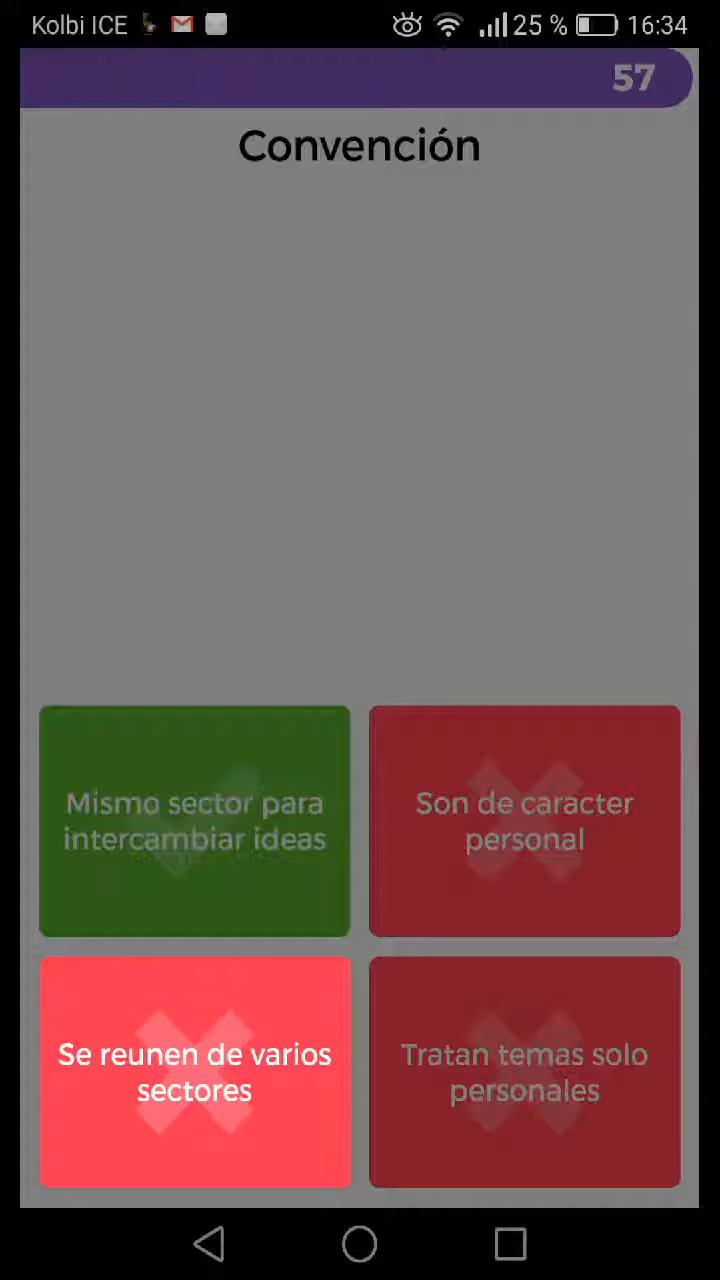 Kolbi ICE 25 % 16:34
57
Convención
Mismo sector para
intercambiar ideas
Son de caracter
personal
Se reunen de varios
sectores
Tratan temas solo
personales